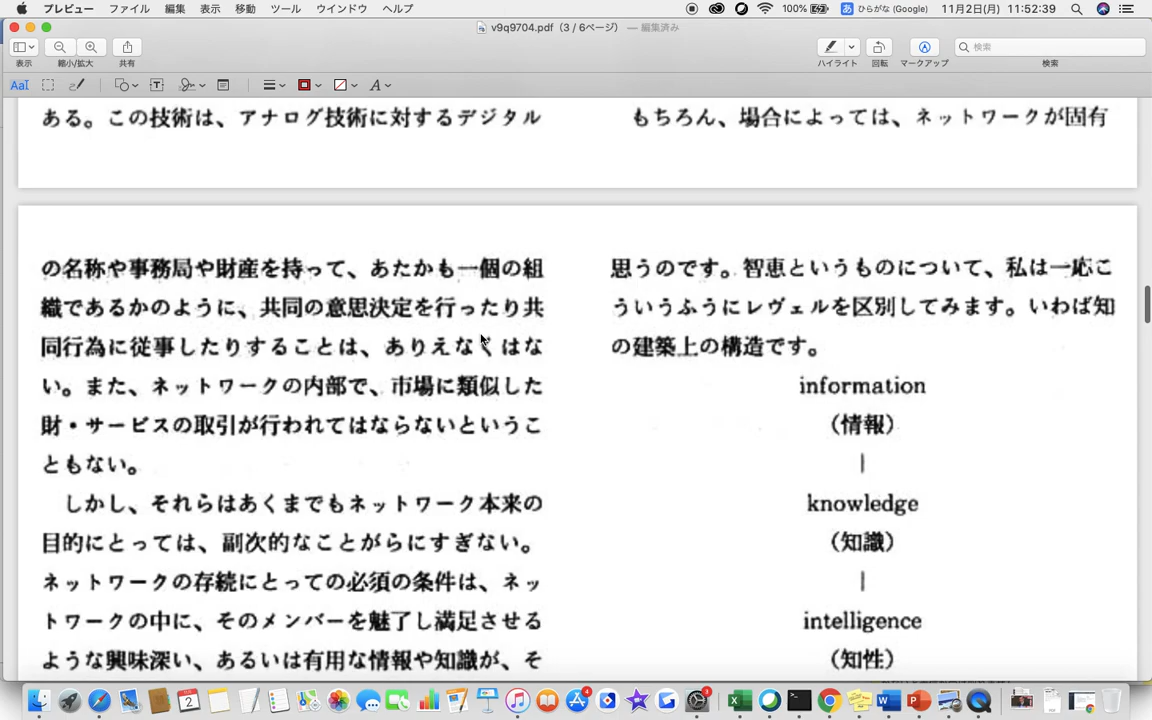 プレビュー ファイル 編集 表示 移動 ツール ウインドウ ヘルプ 100% あ ひらがな (Google) 11月2日(月) 11:52:39
v9q9704.pdf（3 / 6ページ） — 編集済み
検索
表示 縮小/拡大 共有 ハイライト 回転 マークアップ 検索
ある。この技術は、アナログ技術に対するデジタル
もちろん、場合によっては、ネットワークが固有
の名称や事務局や財産を持って、あたかも一個の組
織であるかのように、共同の意思決定を行ったり共
同行為に従事したりすることは、ありえなくはな
い。また、ネットワークの内部で、市場に類似した
財・サービスの取引が行われてはならないというこ
ともない。
しかし、それらはあくまでもネットワーク本来の
目的にとっては、副次的なことがらにすぎない。
ネットワークの存続にとっての必須の条件は、ネッ
トワークの中に、そのメンバーを魅了し満足させる
ような興味深い、あるいは有用な情報や知識が、そ
思うのです。智恵というものについて、私は一応こ
ういうふうにレヴェルを区別してみます。いわば知
の建築上の構造です。
information
（情報）
|
knowledge
（知識）
|
intelligence
（知性）